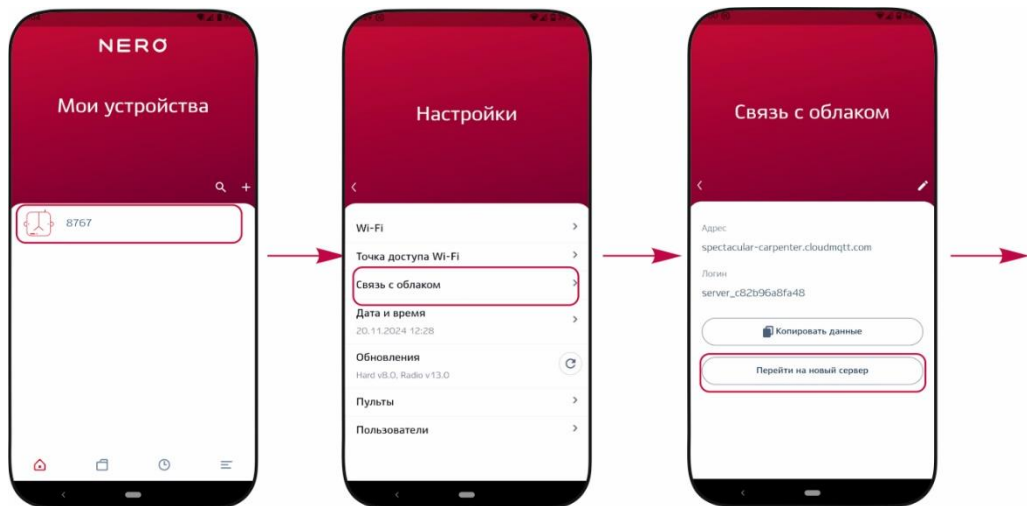 NERO
Мои устройства
8767
Настройки
Wi-Fi
Точка доступа Wi-Fi
Связь с облаком
Дата и время
20.11.2024 12:28
Обновления
Hard v8.0, Radio v13.0
Пульты
Пользователи
Связь с облаком
Адрес
spectacular-carpenter.cloudmqtt.com
Логин
server_c82b96a8fa48
Копировать данные
Перейти на новый сервер